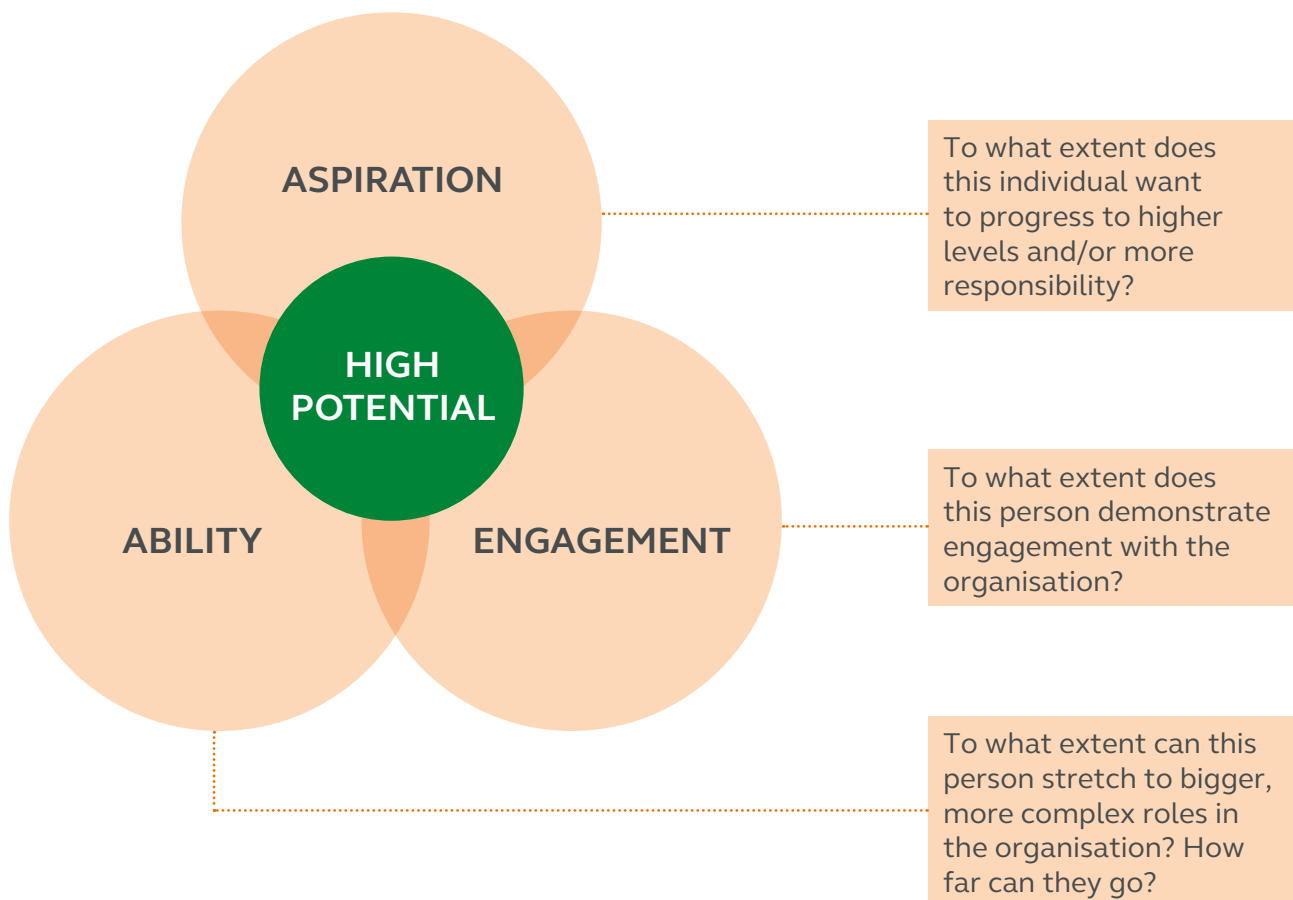 ASPIRATION
To what extent does
this individual want
to progress to higher
levels and/or more
responsibility?
HIGH
POTENTIAL
ABILITY
ENGAGEMENT
To what extent does
this person demonstrate
engagement with the
organisation?
To what extent can this
person stretch to bigger,
more complex roles in
the organisation? How
far can they go?